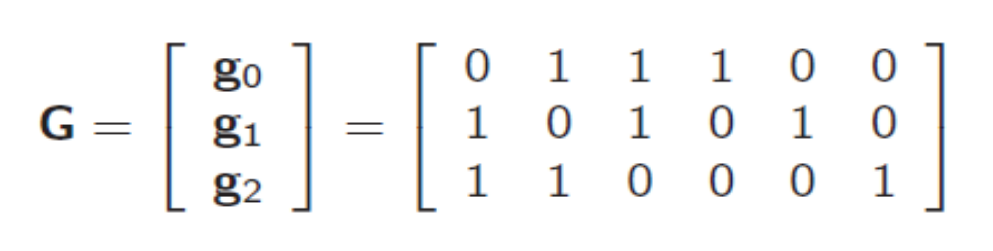 G = [ g0 ] = [ 0 1 1 1 0 0 ]
[ g1 ] [ 1 0 1 0 1 0 ]
[ g2 ] [ 1 1 0 0 0 1 ]